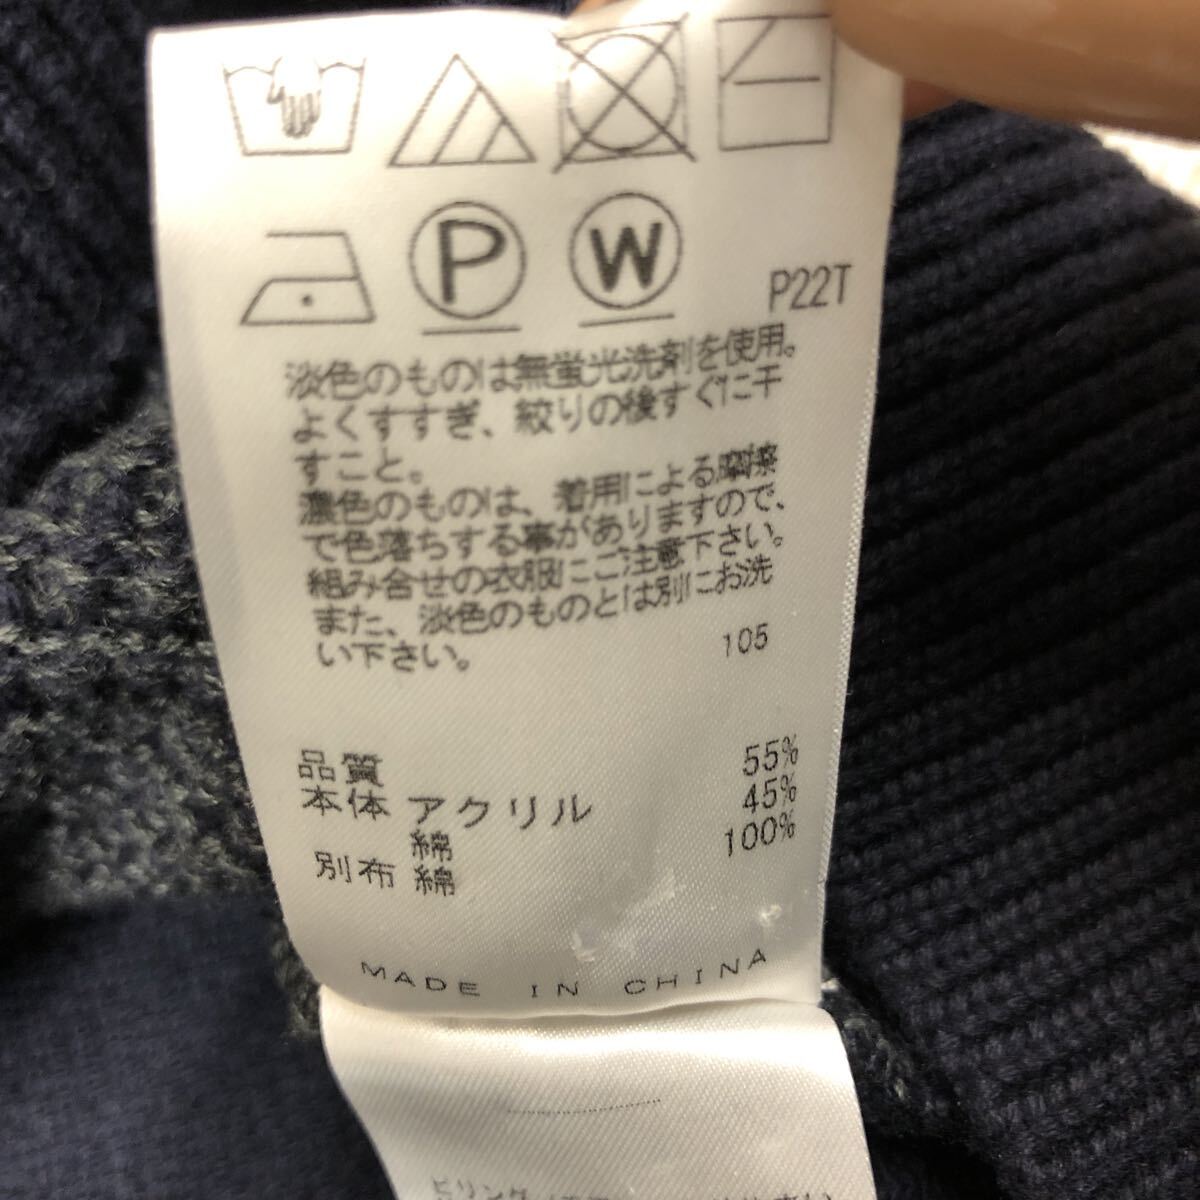 P W
P22T
淡色のものは無蛍光洗剤を使用。
よくすすぎ、絞りの後すぐに干
すこと。
濃色のものは、着用による摩擦
で色落ちする事がありますので、
組み合せの衣服にご注意下さい。
また、淡色のものとは別にお洗
い下さい。
105
品質
本体 アクリル 55%
綿 45%
別布 綿 100%
MADE IN CHINA